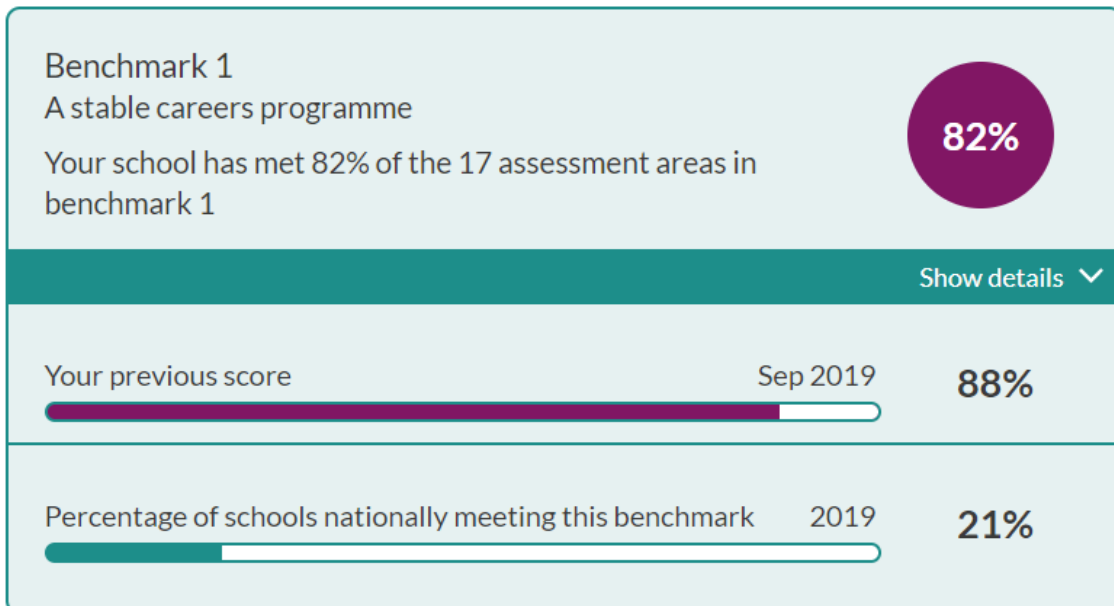 Benchmark 1
A stable careers programme
Your school has met 82% of the 17 assessment areas in
benchmark 1
82%
Show details
Your previous score Sep 2019 88%
Percentage of schools nationally meeting this benchmark 2019 21%